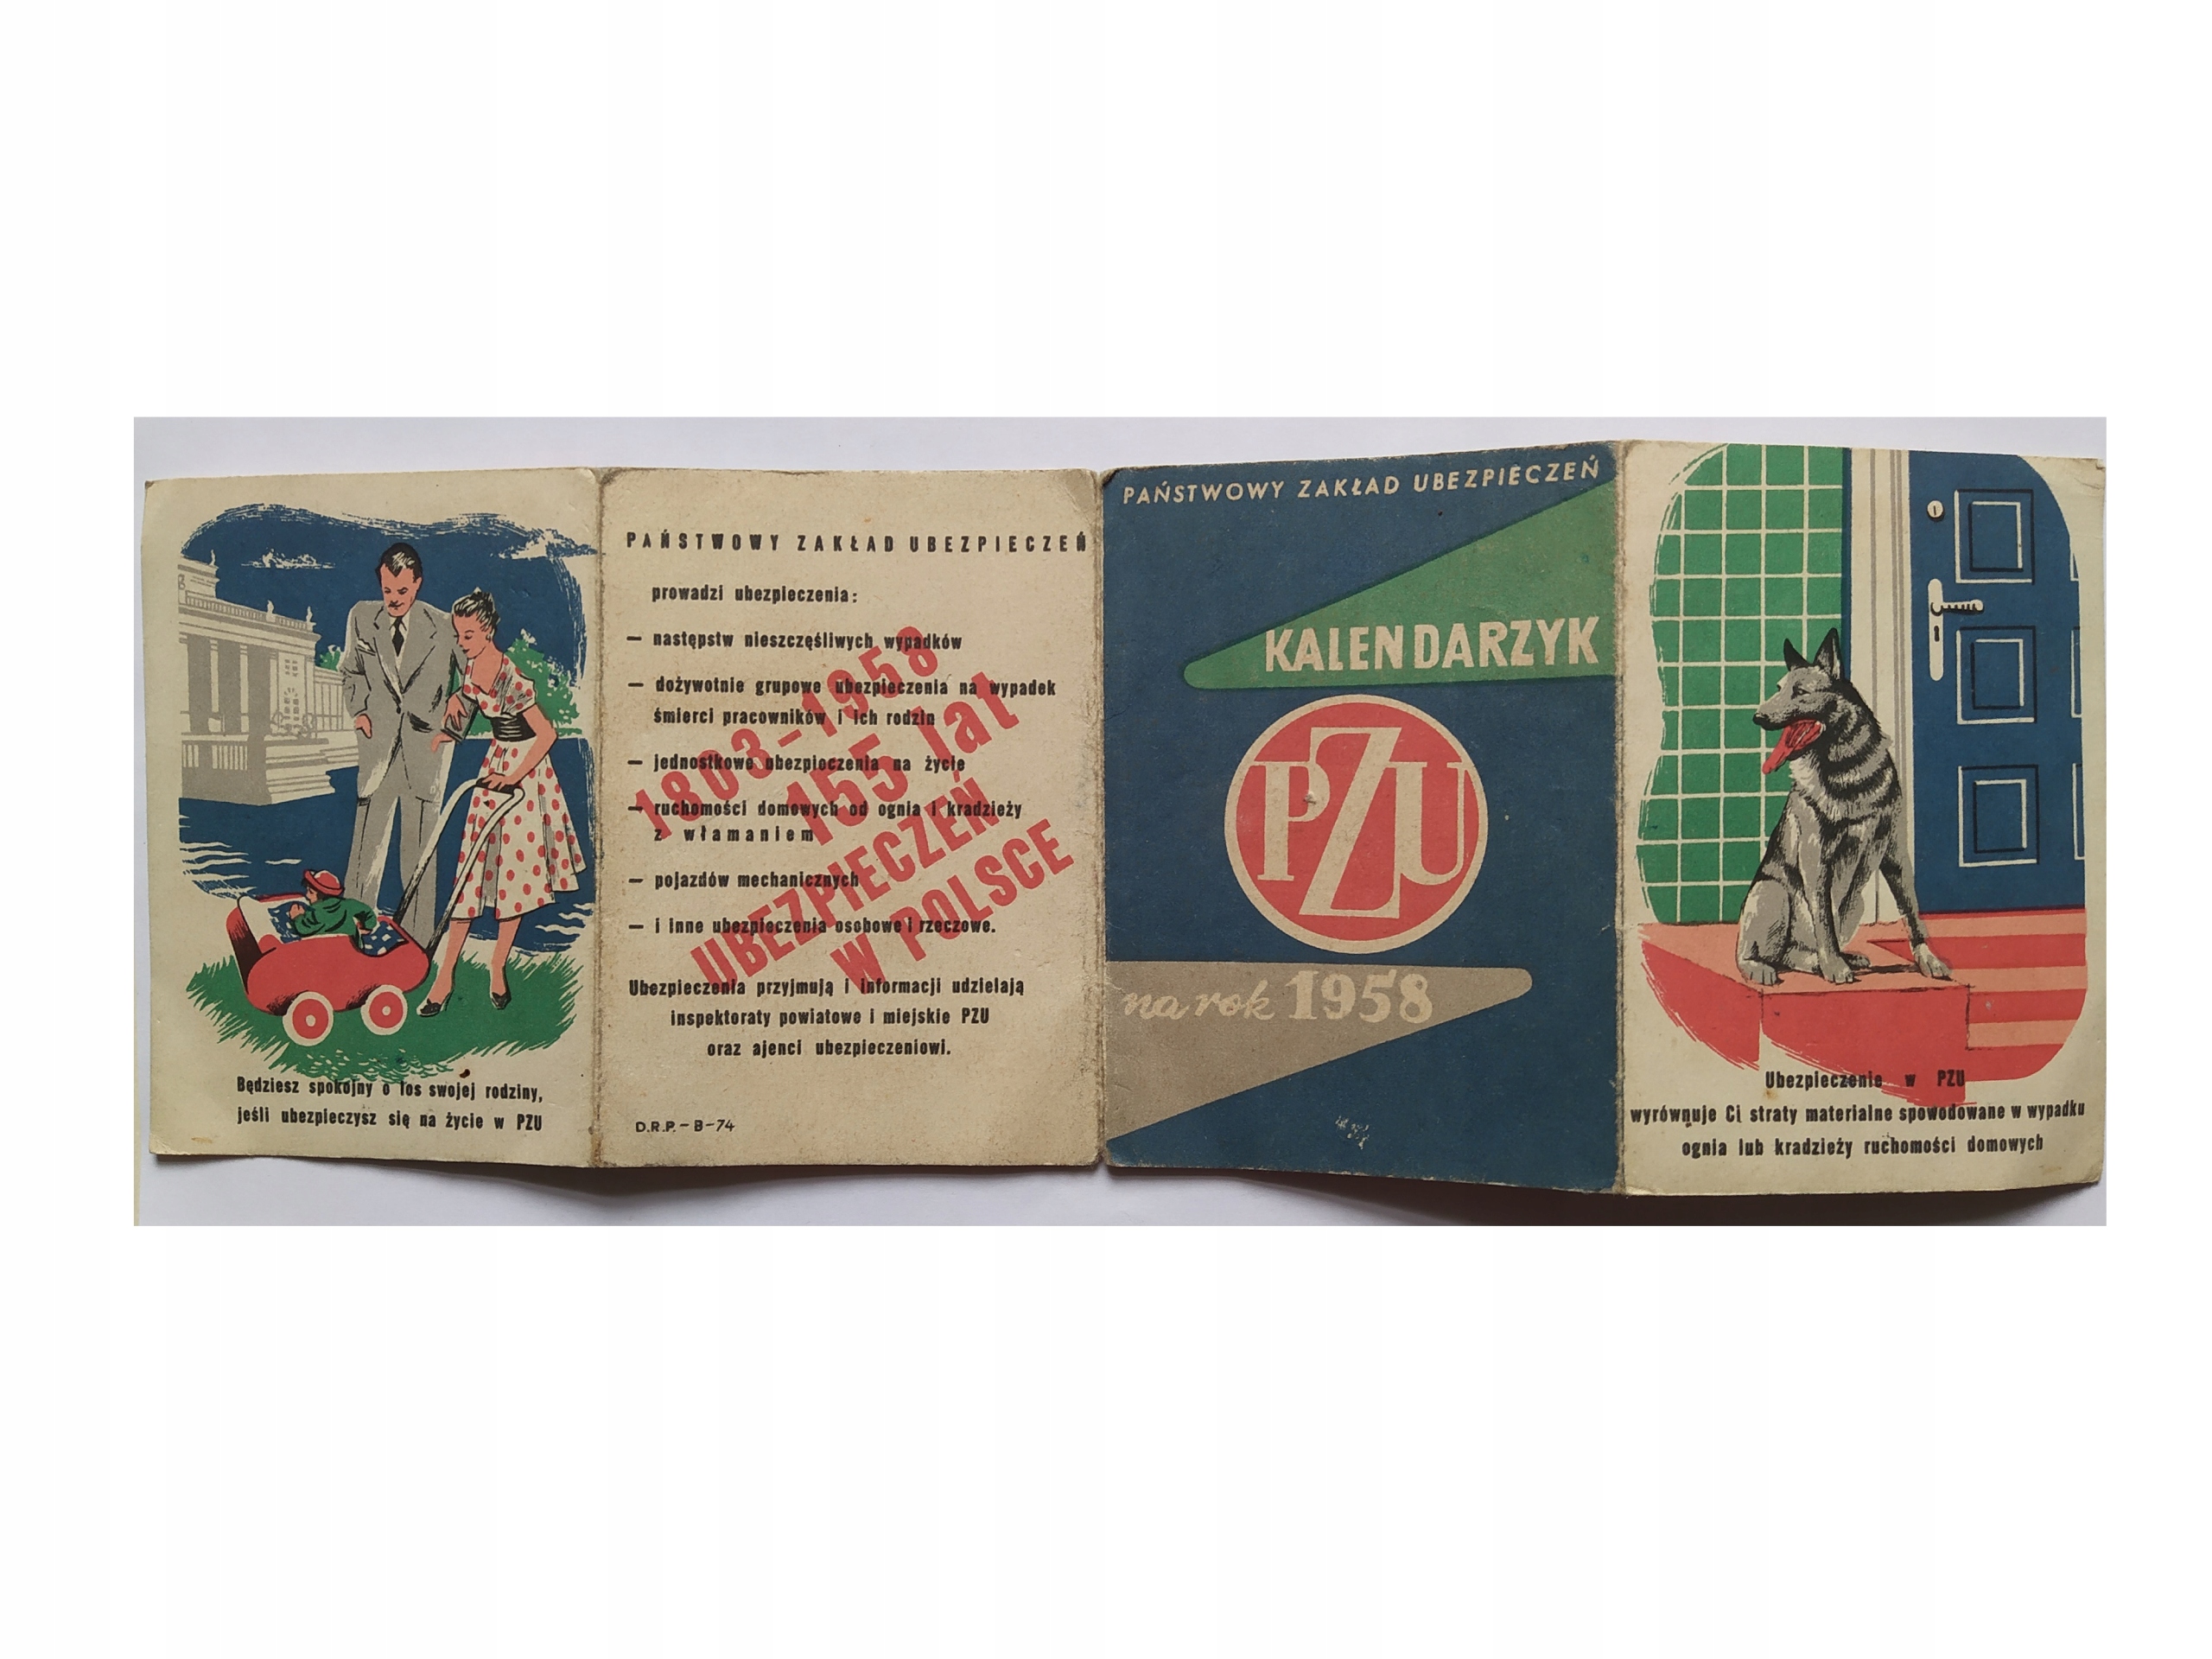 Będziesz spokojny o los swojej rodziny,
jeśli ubezpieczysz się na życie w PZU
PAŃSTWOWY ZAKŁAD UBEZPIECZEŃ
prowadzi ubezpieczenia:
— następstw nieszczęśliwych wypadków
— dożywotnie grupowe ubezpieczenia na wypadek
śmierci pracowników i ich rodzin
— jednostkowe ubezpieczenia na życie
— ruchomości domowych od ognia i kradzieży
z włamaniem
— pojazdów mechanicznych
— i inne ubezpieczenia osobowe i rzeczowe.
Ubezpieczenia przyjmują i informacji udzielają
inspektoraty powiatowe i miejskie PZU
oraz ajenci ubezpieczeniowi.
1803-1958
155 lat
UBEZPIECZEŃ
W POLSCE
D.R.P.-B-74
PAŃSTWOWY ZAKŁAD UBEZPIECZEŃ
KALENDARZYK
PZU
na rok 1958
Ubezpieczenie w PZU
wyrównuje Ci straty materialne spowodowane w wypadku
ognia lub kradzieży ruchomości domowych